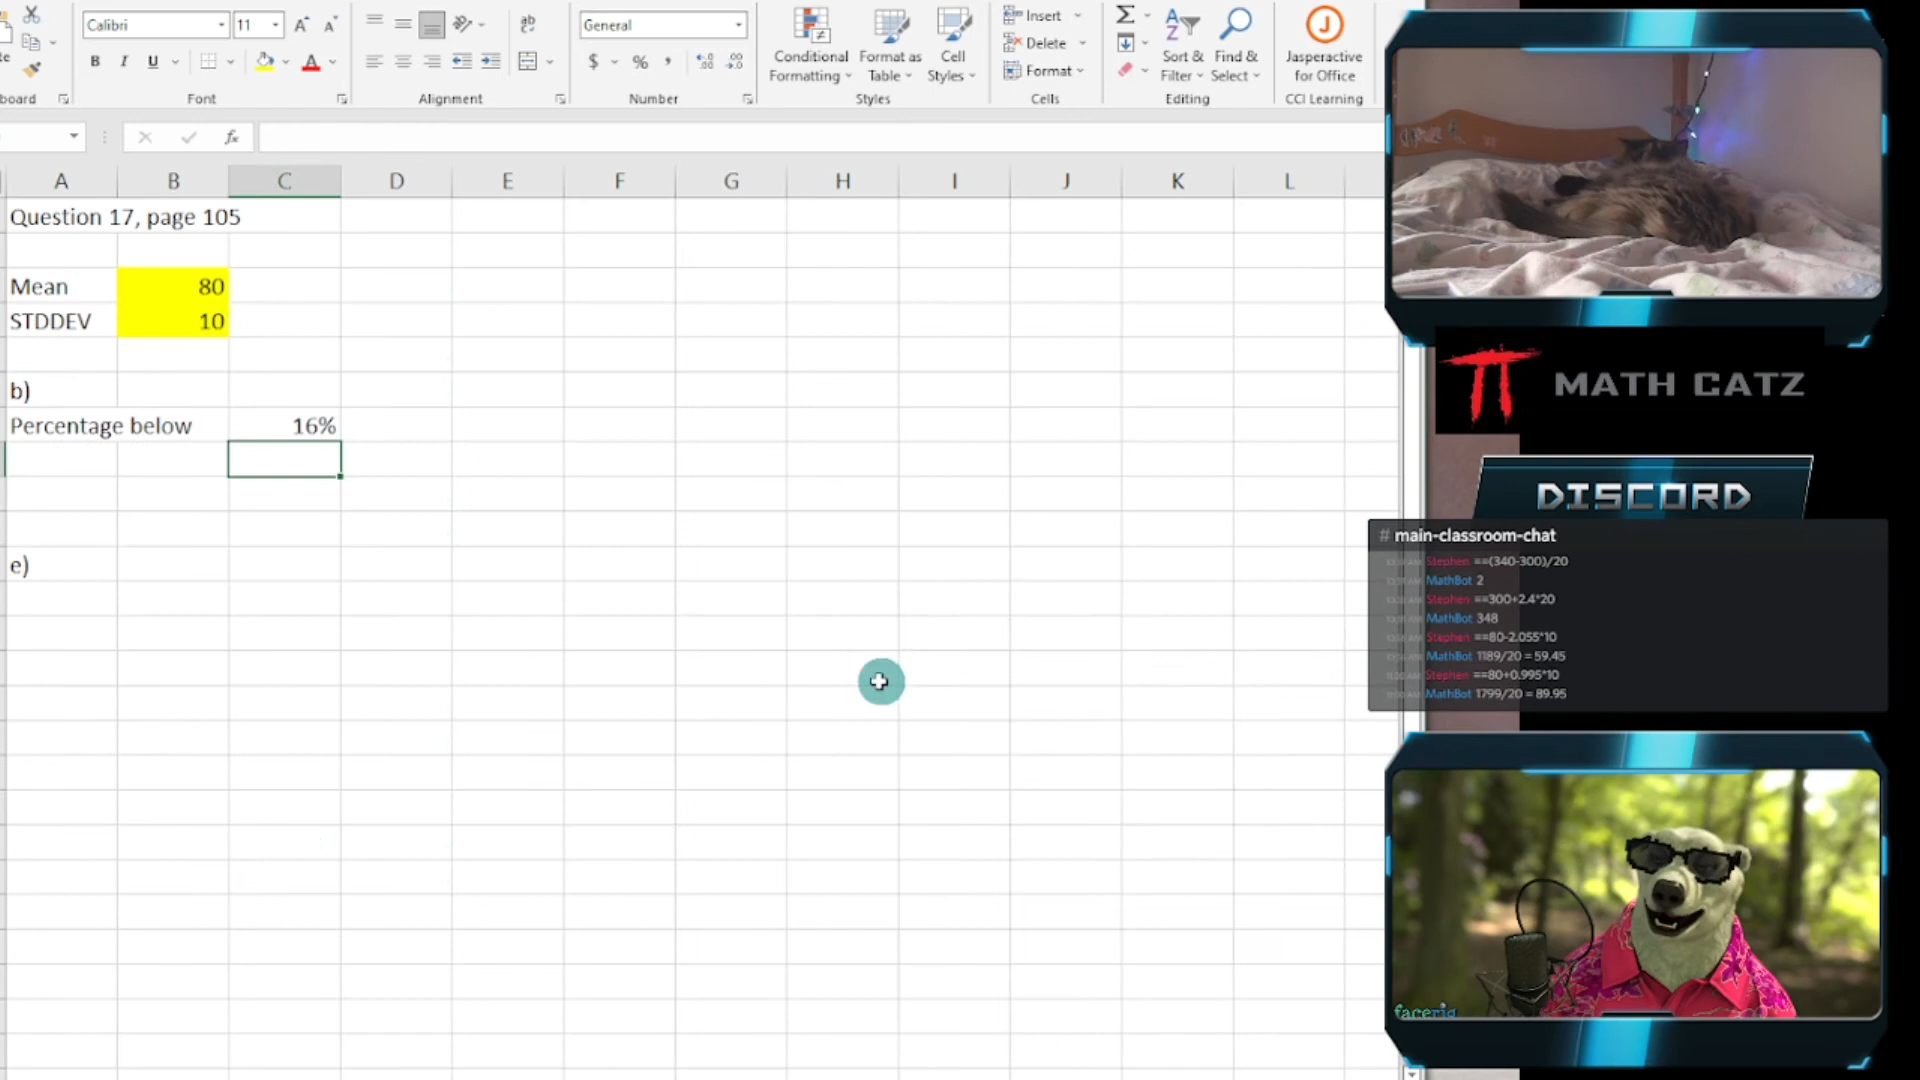 Calibri 11 General
Conditional Formatting
Format as Table
Cell Styles
Insert
Delete
Format
Sort & Filter
Find & Select
Jasperactive for Office
board Font Alignment Number Styles Cells Editing CCI Learning
fx
A B C D E F G H I J K L
Question 17, page 105
Mean 80
STDDEV 10
b)
Percentage below 16%
e)
MATH CATZ
DISCORD
# main-classroom-chat
Stephen ==(340-300)/20
MathBot 2
Stephen ==300+2.4*20
MathBot 348
Stephen ==80-2.055*10
MathBot 1189/20 = 59.45
Stephen ==80+0.995*10
MathBot 1799/20 = 89.95
facerig